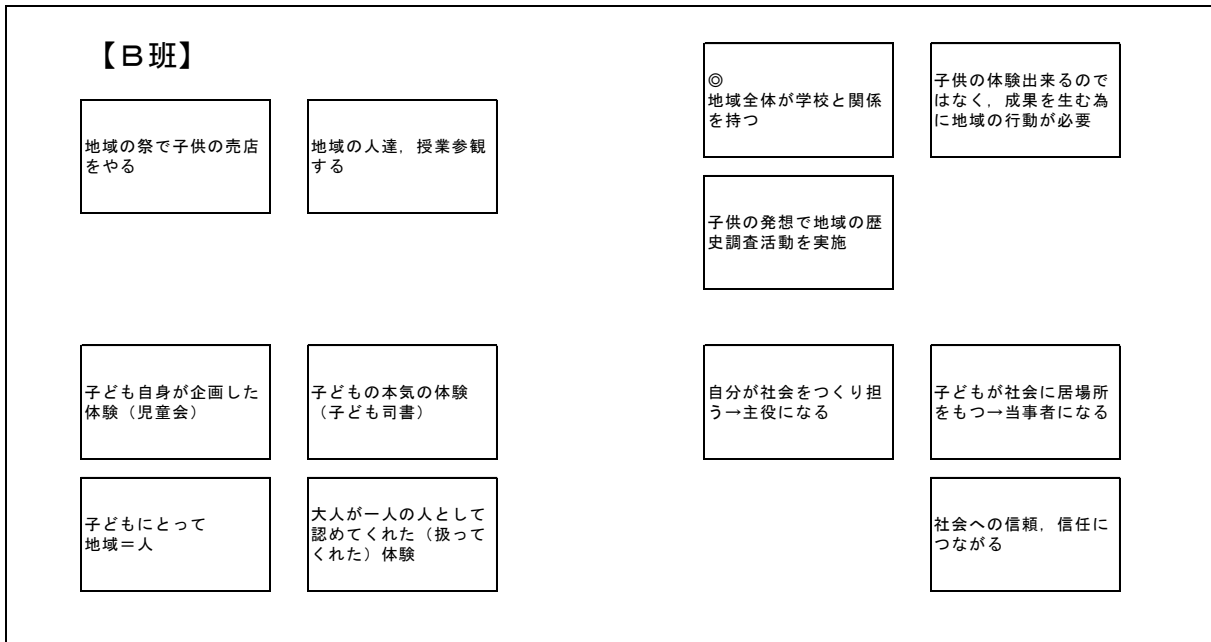 【B班】
地域の祭で子供の売店
をやる
地域の人達,授業参観
する
◎
地域全体が学校と関係
を持つ
子供の体験出来るので
はなく,成果を生む為
に地域の行動が必要
子供の発想で地域の歴
史調査活動を実施
子ども自身が企画した
体験(児童会)
子どもの本気の体験
(子ども司書)
自分が社会をつくり担
う→主役になる
子どもが社会に居場所
をもつ→当事者になる
子どもにとって
地域=人
大人が一人の人として
認めてくれた(扱って
くれた)体験
社会への信頼,信任に
つながる